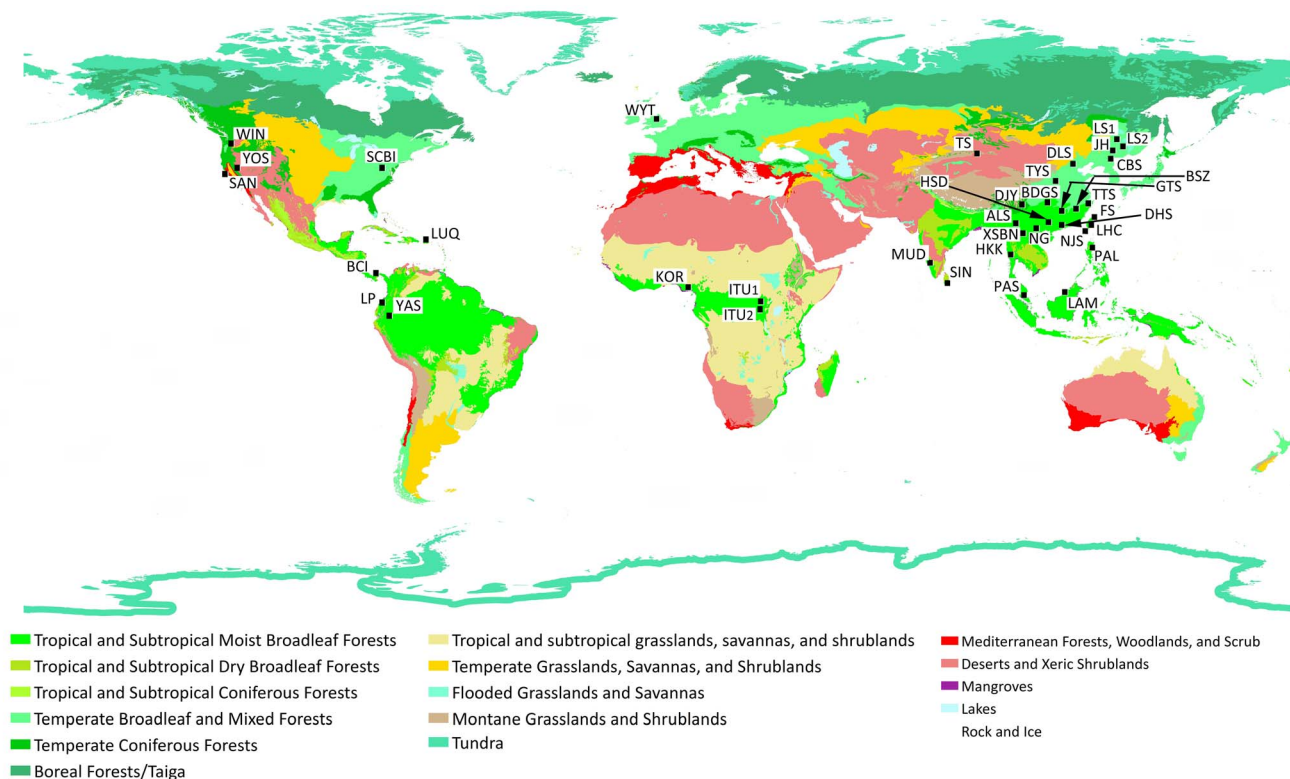 WYT
WIN
YOS
SAN
SCBI
LUQ
BCI
LP
YAS
KOR
ITU1
ITU2
TS
LS1
LS2
JH
DLS
CBS
TYS
HSD
BSZ
GTS
DJY
BDGS
TTS
FS
DHS
ALS
XSBN
NG
NJS
LHC
HKK
PAL
MUD
SIN
PAS
LAM
Tropical and Subtropical Moist Broadleaf Forests
Tropical and Subtropical Dry Broadleaf Forests
Tropical and Subtropical Coniferous Forests
Temperate Broadleaf and Mixed Forests
Temperate Coniferous Forests
Boreal Forests/Taiga
Tropical and subtropical grasslands, savannas, and shrublands
Temperate Grasslands, Savannas, and Shrublands
Flooded Grasslands and Savannas
Montane Grasslands and Shrublands
Tundra
Mediterranean Forests, Woodlands, and Scrub
Deserts and Xeric Shrublands
Mangroves
Lakes
Rock and Ice